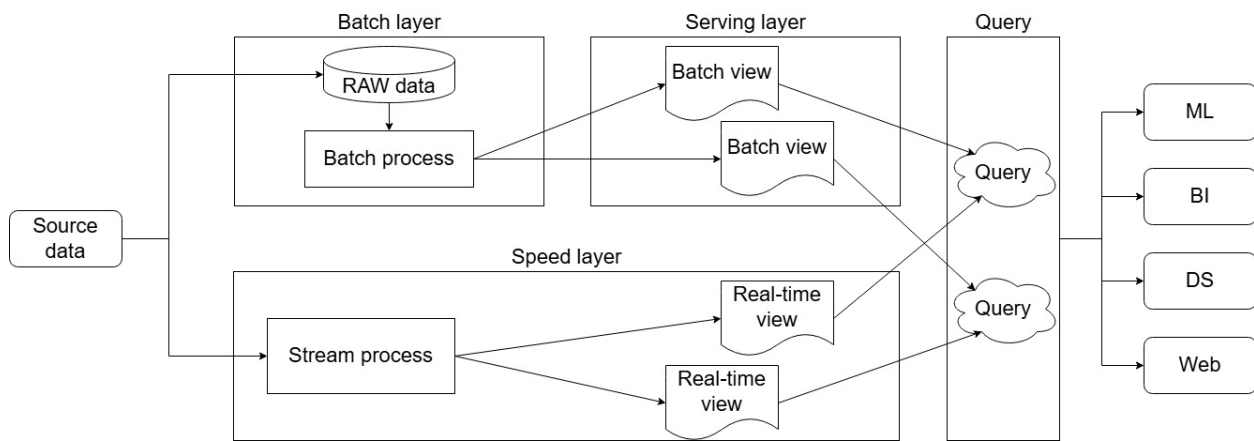 Batch layer
Serving layer
Query
RAW data
Batch process
Batch view
Batch view
Query
Source
data
Speed layer
Stream process
Real-time
view
Real-time
view
Query
ML
BI
DS
Web